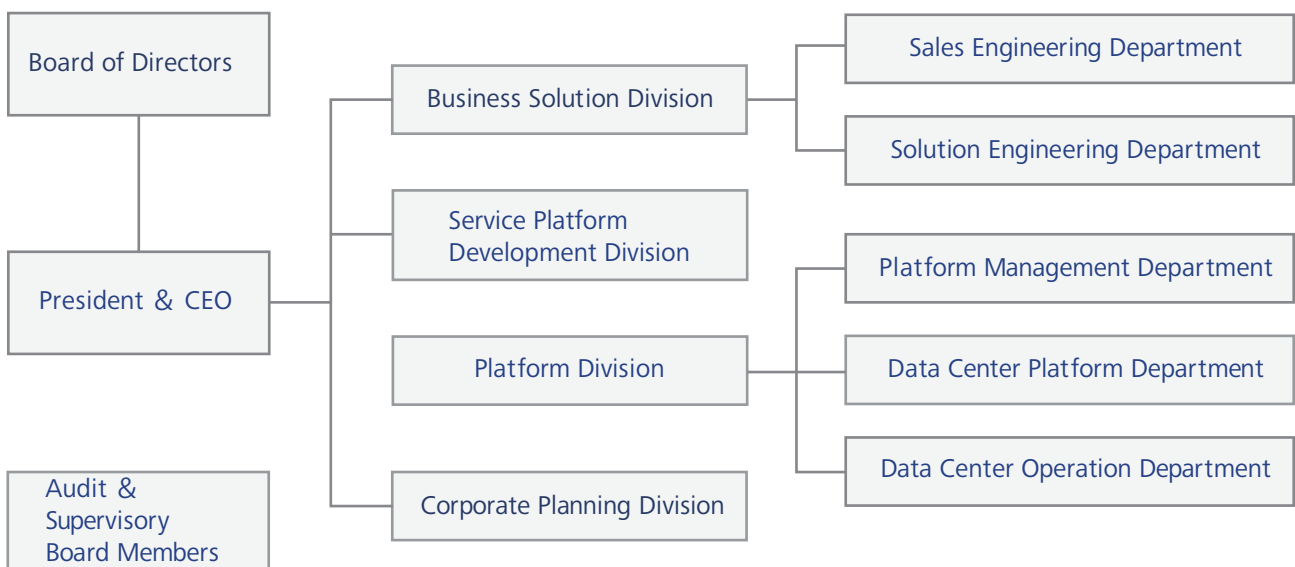 Board of Directors
President & CEO
Audit &
Supervisory
Board Members
Business Solution Division
Service Platform
Development Division
Platform Division
Corporate Planning Division
Sales Engineering Department
Solution Engineering Department
Platform Management Department
Data Center Platform Department
Data Center Operation Department